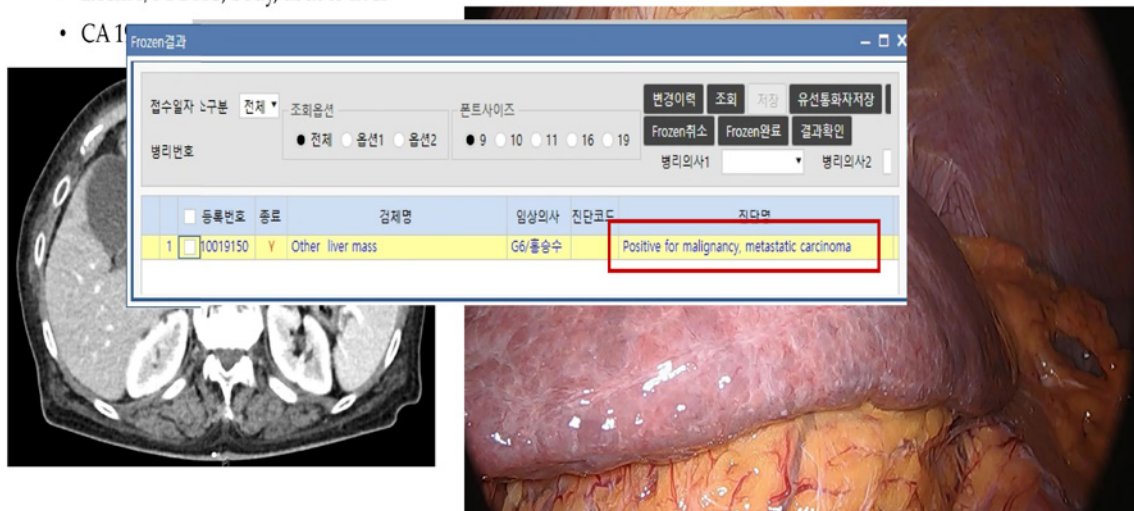 • CA 19
Frozen결과
접수일자 노구분 전체 조회옵션 폰트사이즈 변경이력 조회 저장 유선통화자저장
전체 옵션1 옵션2 9 10 11 16 19 Frozen취소 Frozen완료 결과확인
병리번호 병리의사1 병리의사2
등록번호 종료 검체명 임상의사 진단코드 진단명
1 10019150 Y Other liver mass G6/홍승수 Positive for malignancy, metastatic carcinoma